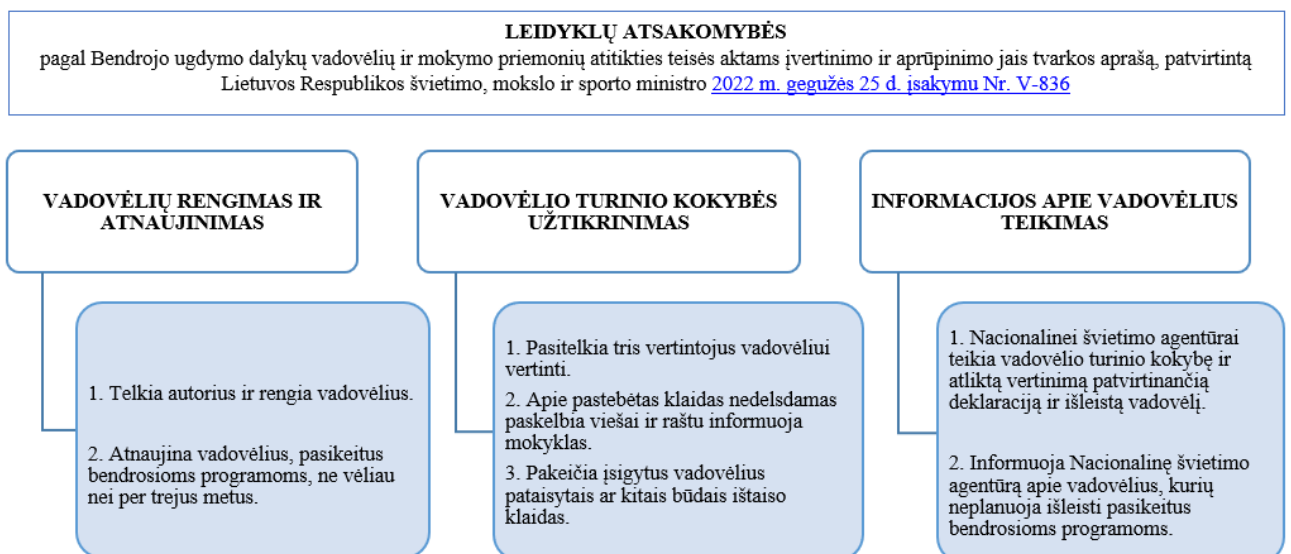 LEIDYKLŲ ATSAKOMYBĖS
pagal Bendrojo ugdymo dalykų vadovėlių ir mokymo priemonių atitikties teisės aktams įvertinimo ir aprūpinimo jais tvarkos aprašą, patvirtintą
Lietuvos Respublikos švietimo, mokslo ir sporto ministro 2022 m. gegužės 25 d. įsakymu Nr. V-836
VADOVĖLIŲ RENGIMAS IR
ATNAUJINIMAS
1. Telkia autorius ir rengia vadovėlius.
2. Atnaujina vadovėlius, pasikeitus
bendrosioms programoms, ne vėliau
nei per trejus metus.
VADOVĖLIO TURINIO KOKYBĖS
UŽTIKRINIMAS
1. Pasitelkia tris vertintojus vadovėliui
vertinti.
2. Apie pastebėtas klaidas nedelsdamas
paskelbia viešai ir raštu informuoja
mokyklas.
3. Pakeičia įsigytus vadovėlius
pataisytais ar kitais būdais ištaiso
klaidas.
INFORMACIJOS APIE VADOVĖLIUS
TEIKIMAS
1. Nacionalinei švietimo agentūrai
teikia vadovėlio turinio kokybę ir
atliktą vertinimą patvirtinančią
deklaraciją ir išleistą vadovėlį.
2. Informuoja Nacionalinę švietimo
agentūrą apie vadovėlius, kurių
neplanuoja išleisti pasikeitus
bendrosioms programoms.